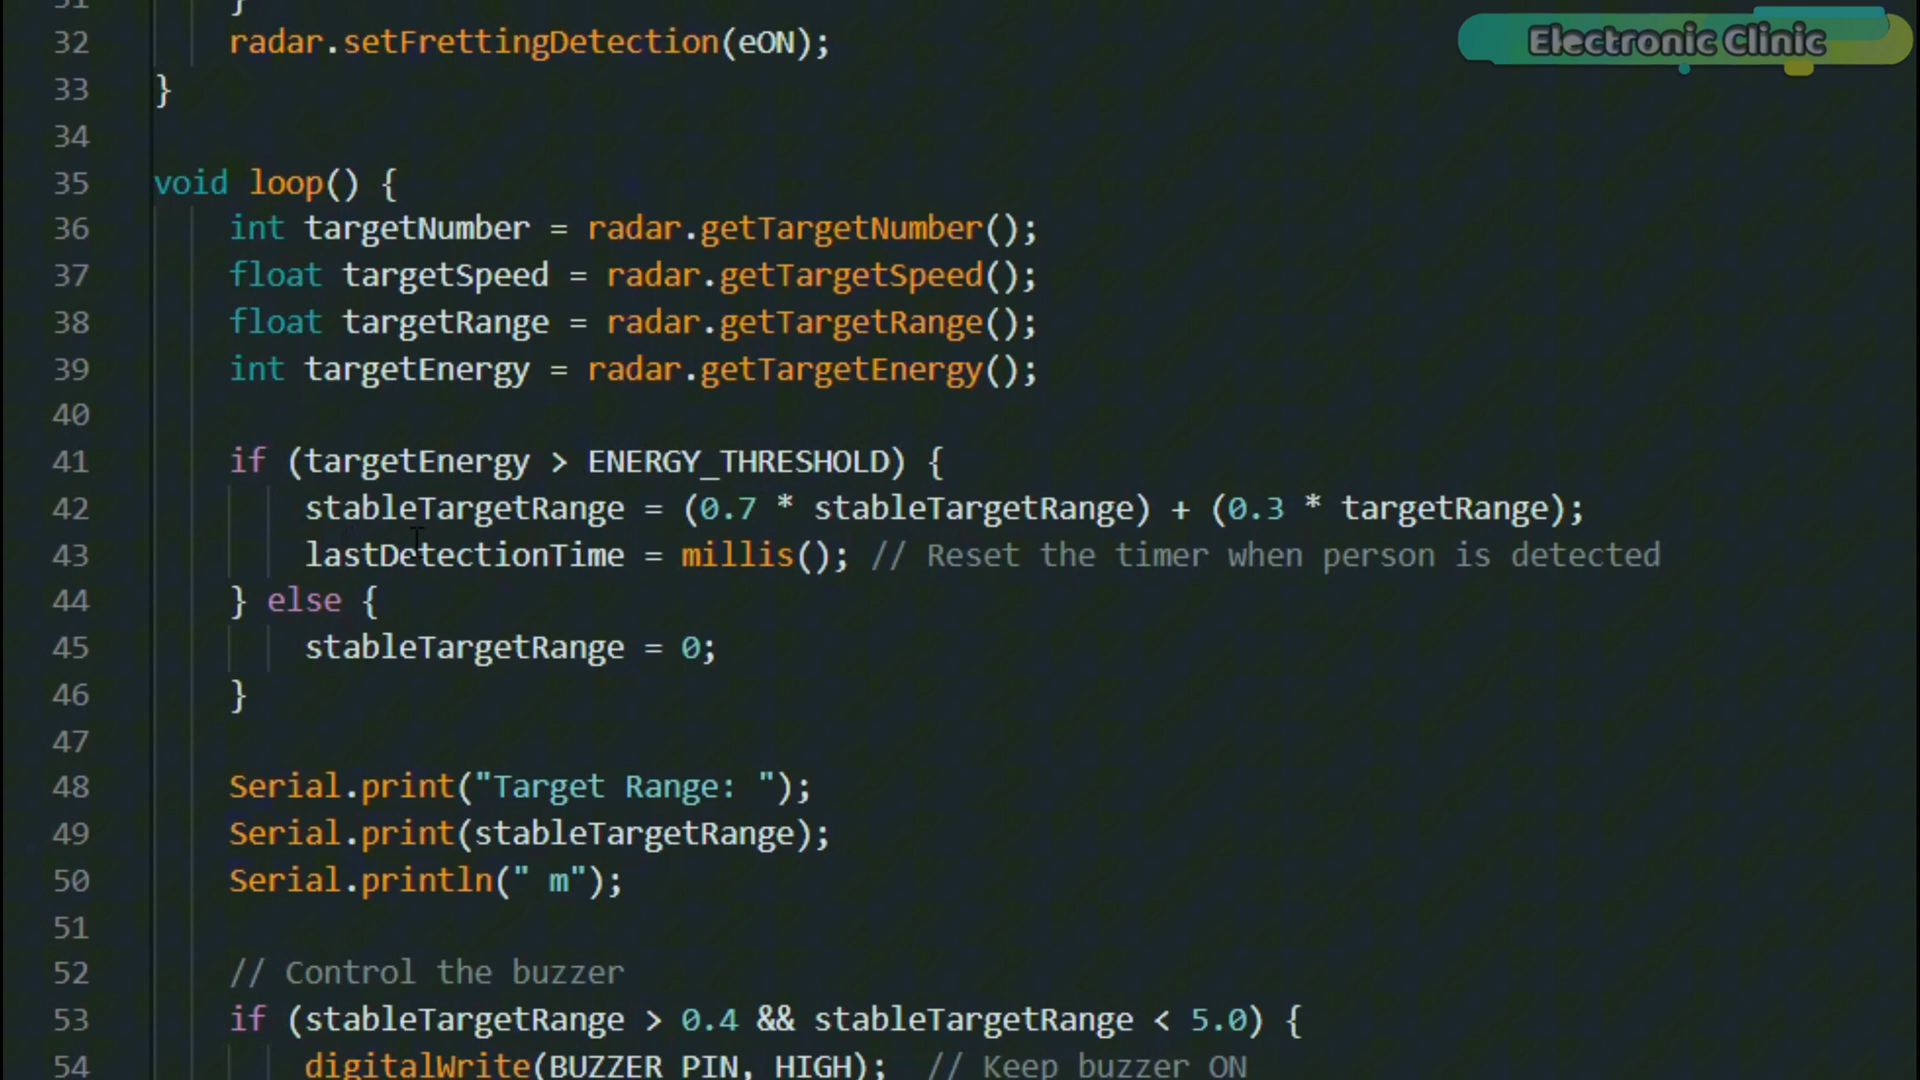 31 }
32 radar.setFrettingDetection(eON);
33 }
34
35 void loop() {
36 int targetNumber = radar.getTargetNumber();
37 float targetSpeed = radar.getTargetSpeed();
38 float targetRange = radar.getTargetRange();
39 int targetEnergy = radar.getTargetEnergy();
40
41 if (targetEnergy > ENERGY_THRESHOLD) {
42 stableTargetRange = (0.7 * stableTargetRange) + (0.3 * targetRange);
43 lastDetectionTime = millis(); // Reset the timer when person is detected
44 } else {
45 stableTargetRange = 0;
46 }
47
48 Serial.print("Target Range: ");
49 Serial.print(stableTargetRange);
50 Serial.println(" m");
51
52 // Control the buzzer
53 if (stableTargetRange > 0.4 && stableTargetRange < 5.0) {
54 digitalWrite(BUZZER_PIN, HIGH); // Keep buzzer ON
Electronic Clinic